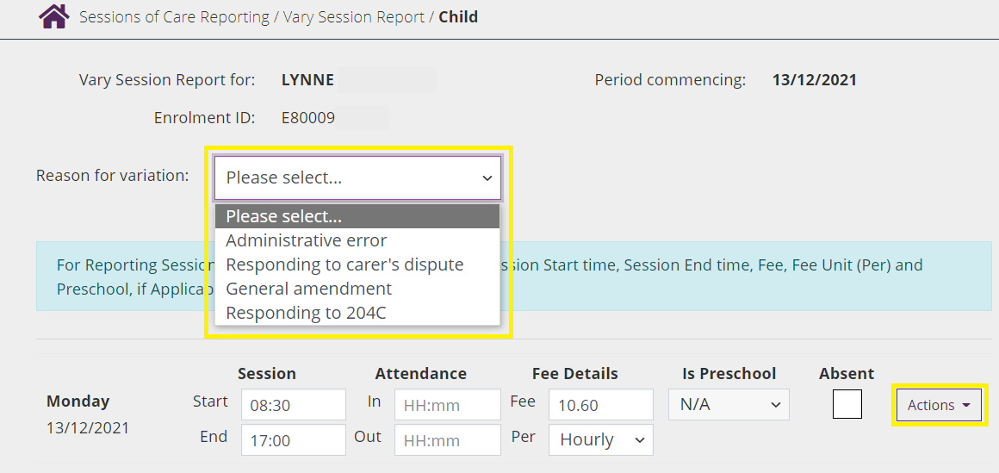 Sessions of Care Reporting / Vary Session Report / Child
Vary Session Report for: LYNNE Period commencing: 13/12/2021
Enrolment ID: E80009
Reason for variation: Please select...
Please select...
Administrative error
Responding to carer's dispute
General amendment
Responding to 204C
For Reporting Session ssion Start time, Session End time, Fee, Fee Unit (Per) and
Preschool, if Applicab
Session Attendance Fee Details Is Preschool Absent
Monday Start 08:30 In HH:mm Fee 10.60 N/A Actions
13/12/2021 End 17:00 Out HH:mm Per Hourly